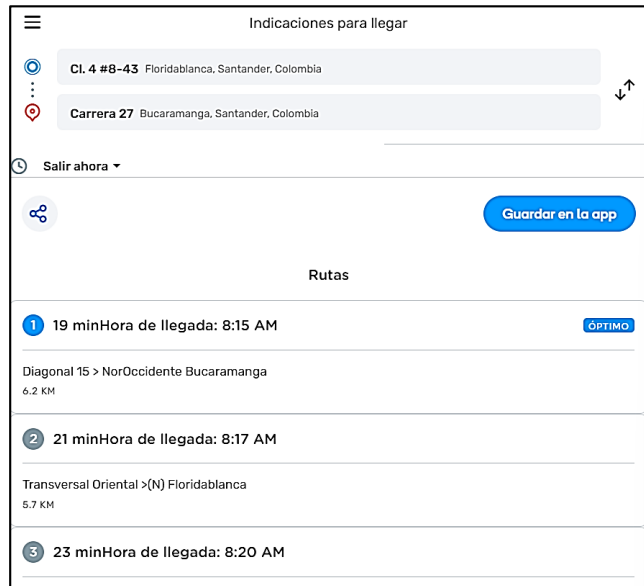 Indicaciones para llegar
Cl. 4 #8-43 Floridablanca, Santander, Colombia
Carrera 27 Bucaramanga, Santander, Colombia
Salir ahora
Guardar en la app
Rutas
1 19 minHora de llegada: 8:15 AM ÓPTIMO
Diagonal 15 > NorOccidente Bucaramanga
6.2 KM
2 21 minHora de llegada: 8:17 AM
Transversal Oriental >(N) Floridablanca
5.7 KM
3 23 minHora de llegada: 8:20 AM